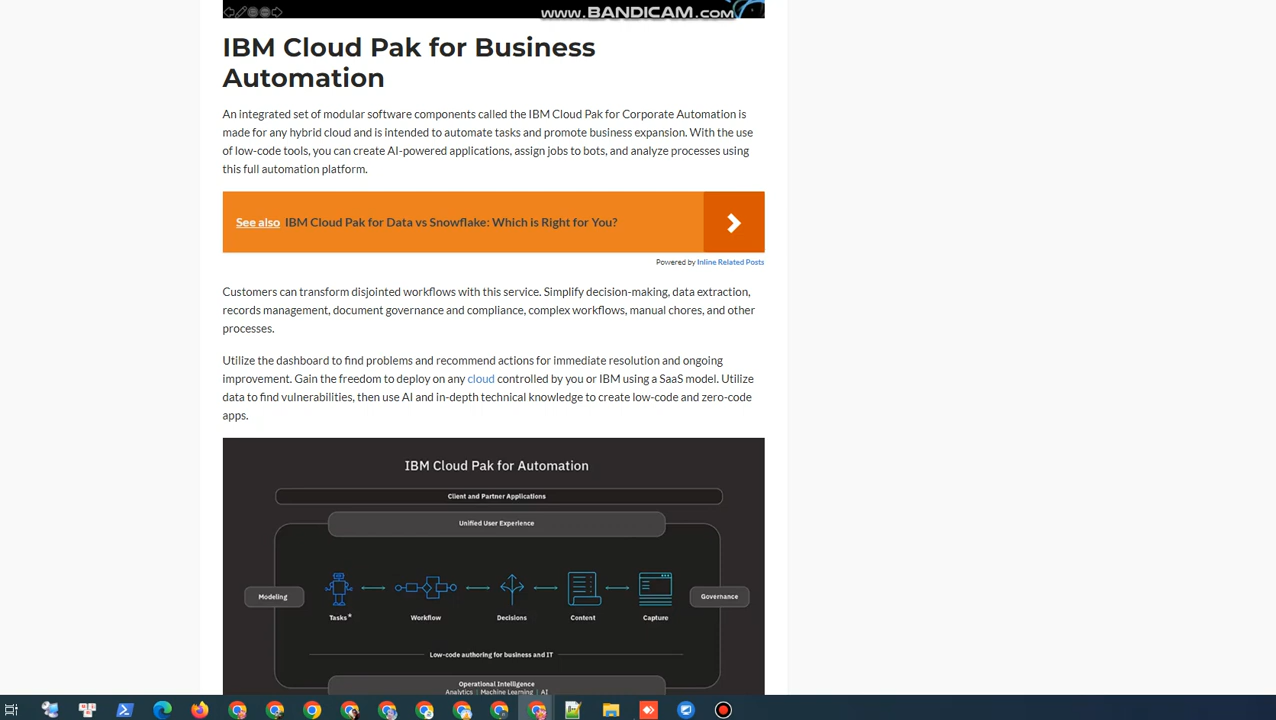 www.BANDICAM.com
IBM Cloud Pak for Business
Automation
An integrated set of modular software components called the IBM Cloud Pak for Corporate Automation is
made for any hybrid cloud and is intended to automate tasks and promote business expansion. With the use
of low-code tools, you can create AI-powered applications, assign jobs to bots, and analyze processes using
this full automation platform.
See also IBM Cloud Pak for Data vs Snowflake: Which is Right for You?
Powered by Inline Related Posts
Customers can transform disjointed workflows with this service. Simplify decision-making, data extraction,
records management, document governance and compliance, complex workflows, manual chores, and other
processes.
Utilize the dashboard to find problems and recommend actions for immediate resolution and ongoing
improvement. Gain the freedom to deploy on any cloud controlled by you or IBM using a SaaS model. Utilize
data to find vulnerabilities, then use AI and in-depth technical knowledge to create low-code and zero-code
apps.
IBM Cloud Pak for Automation
Client and Partner Applications
Unified User Experience
Modeling
Governance
Tasks* Workflow Decisions Content Capture
Low-code authoring for business and IT
Operational Intelligence
Analytics | Machine Learning | AI